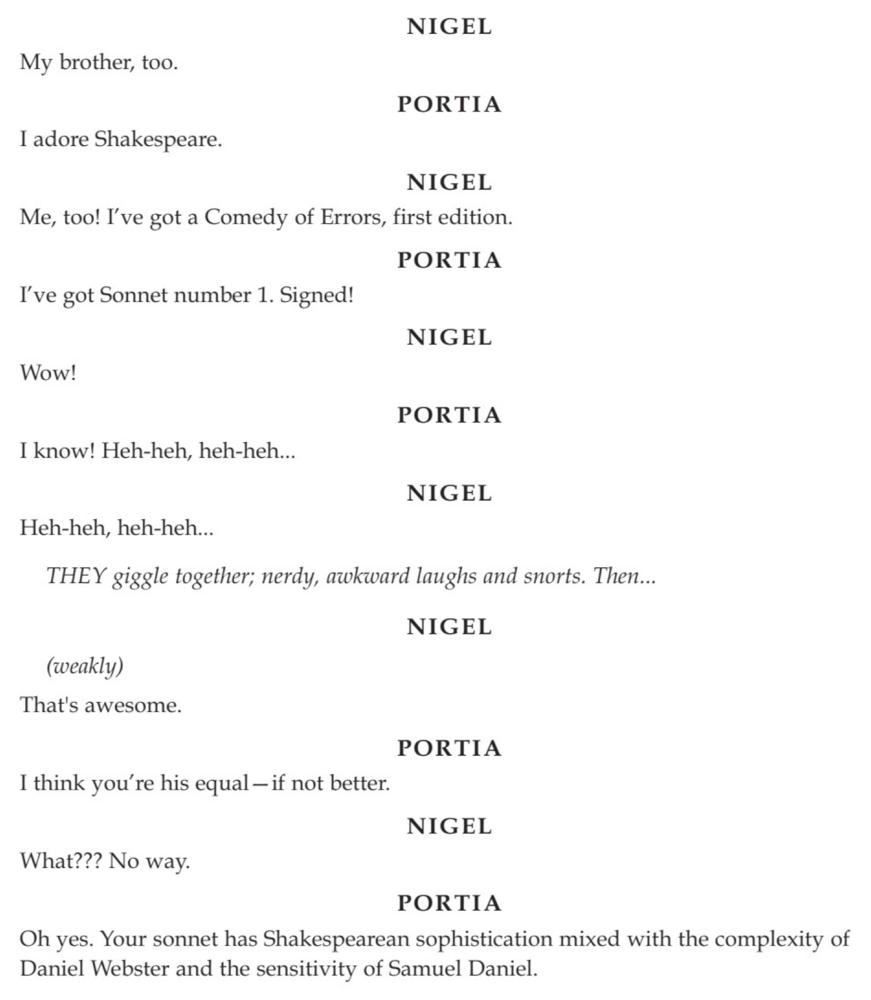 NIGEL
My brother, too.
PORTIA
I adore Shakespeare.
NIGEL
Me, too! I’ve got a Comedy of Errors, first edition.
PORTIA
I’ve got Sonnet number 1. Signed!
NIGEL
Wow!
PORTIA
I know! Heh-heh, heh-heh...
NIGEL
Heh-heh, heh-heh...
THEY giggle together; nerdy, awkward laughs and snorts. Then...
NIGEL
(weakly)
That's awesome.
PORTIA
I think you’re his equal—if not better.
NIGEL
What??? No way.
PORTIA
Oh yes. Your sonnet has Shakespearean sophistication mixed with the complexity of
Daniel Webster and the sensitivity of Samuel Daniel.